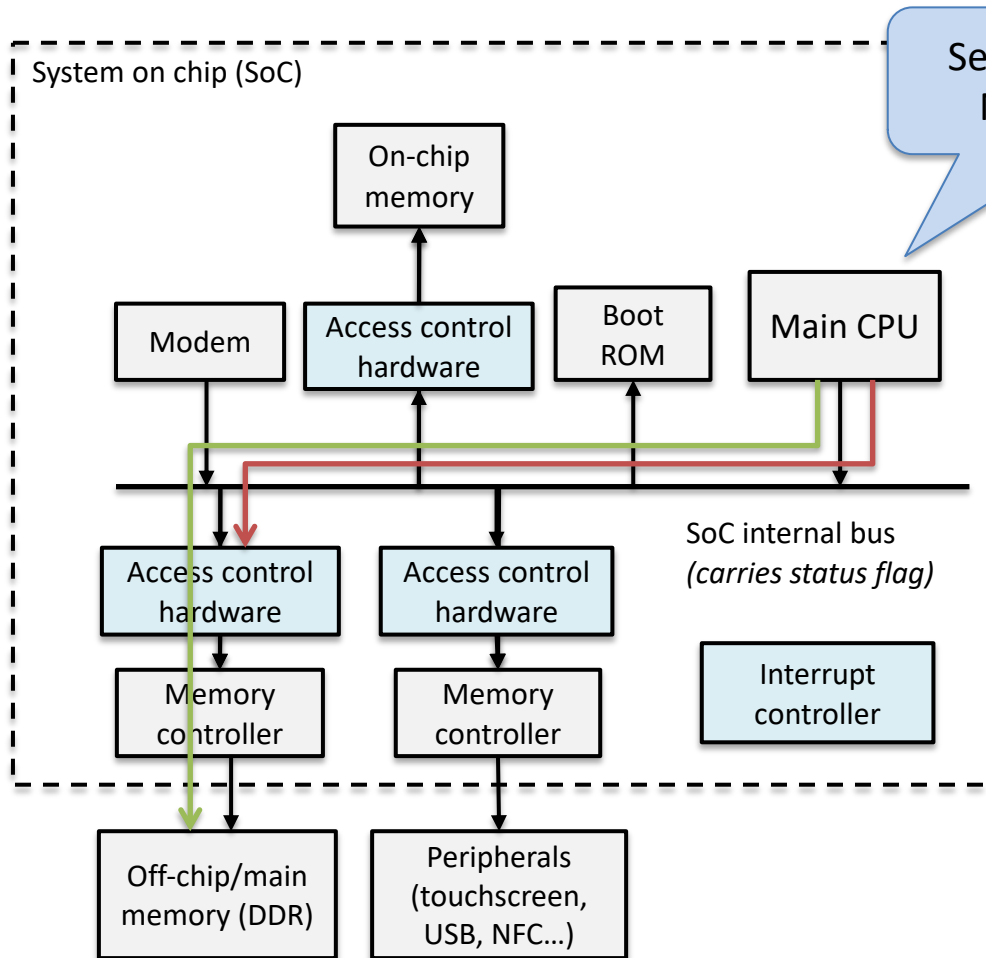 System on chip (SoC)
On-chip
memory
Modem
Access control
hardware
Boot
ROM
Main CPU
SoC internal bus
(carries status flag)
Access control
hardware
Access control
hardware
Memory
controller
Memory
controller
Interrupt
controller
Off-chip/main
memory (DDR)
Peripherals
(touchscreen,
USB, NFC...)